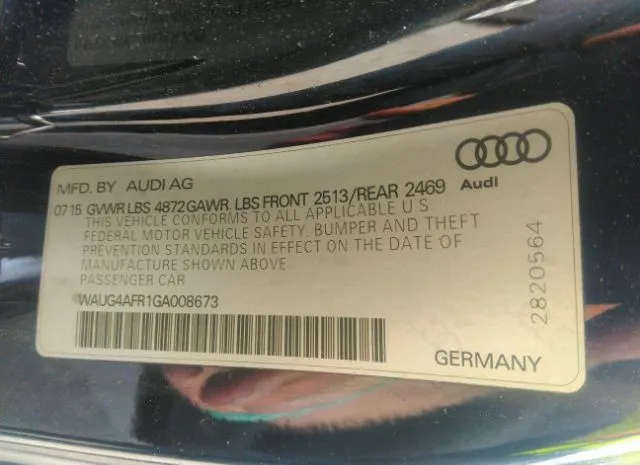 MFD. BY AUDI AG
Audi
07 15 GVWR LBS 4872 GAWR. LBS FRONT 2513/REAR 2469
THIS VEHICLE CONFORMS TO ALL APPLICABLE U S
FEDERAL MOTOR VEHICLE SAFETY, BUMPER AND THEFT
PREVENTION STANDARDS IN EFFECT ON THE DATE OF
MANUFACTURE SHOWN ABOVE
PASSENGER CAR
WAUG4AFR1GA008673
2820564
GERMANY